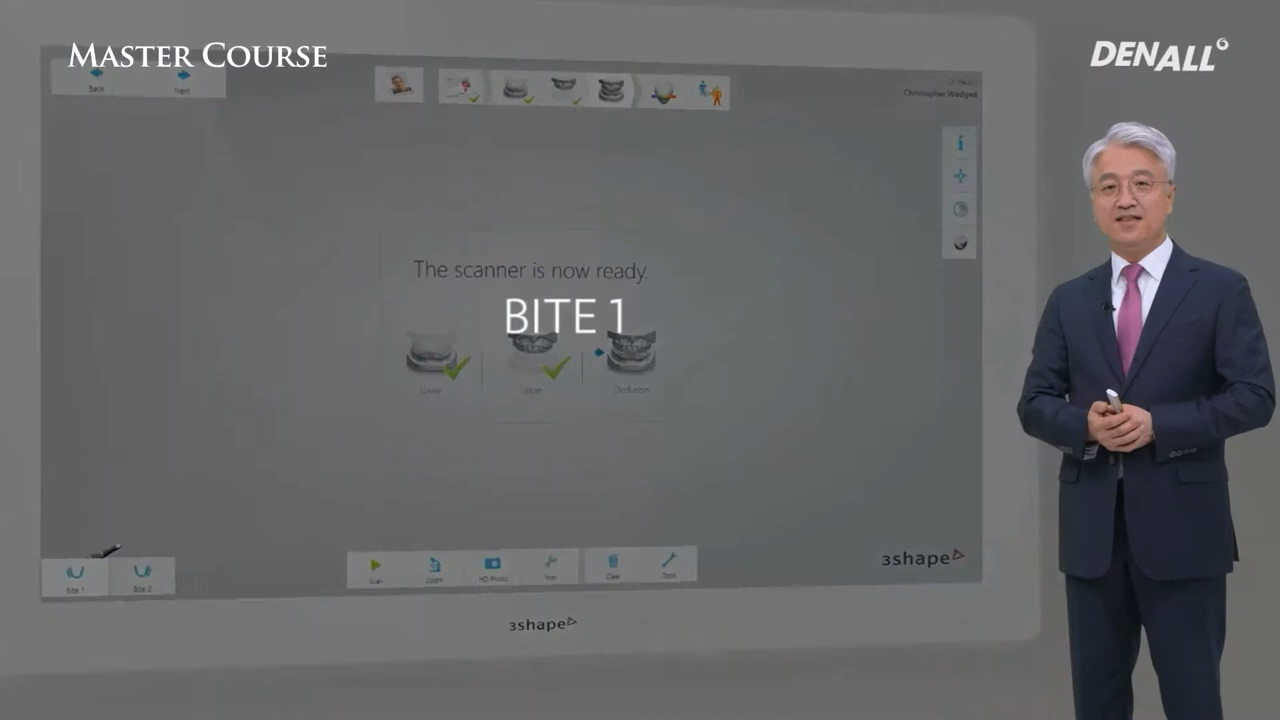 MASTER COURSE
DENALL
Back
Next
Christopher Wedged
The scanner is now ready.
BITE 1
Lower
Upper
Occlusion
3shape
Bite 1
Bite 2
Scan
Zoom
HD Photo
Trim
Clear
Tools
3shape